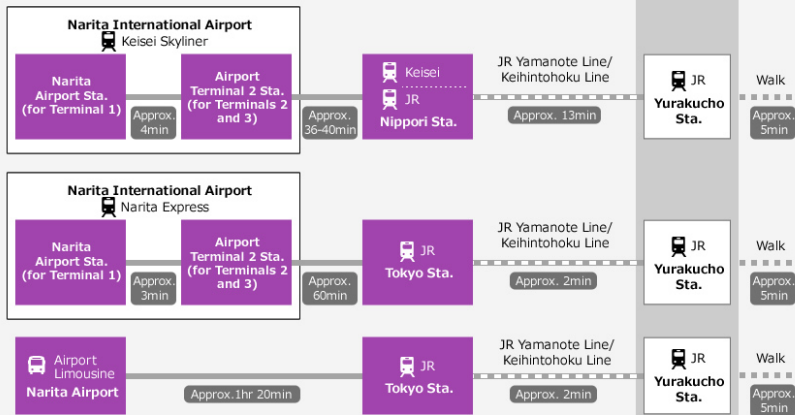 Narita International Airport
Keisei Skyliner
Narita
Airport Sta.
(for Terminal 1)
Approx.
4min
Airport
Terminal 2 Sta.
(for Terminals 2
and 3)
Approx.
36-40min
Keisei
JR
Nippori Sta.
JR Yamanote Line/
Keihintohoku Line
Approx. 13min
JR
Yurakucho
Sta.
Walk
Approx.
5min
Narita International Airport
Narita Express
Narita
Airport Sta.
(for Terminal 1)
Approx.
3min
Airport
Terminal 2 Sta.
(for Terminals 2
and 3)
Approx.
60min
JR
Tokyo Sta.
JR Yamanote Line/
Keihintohoku Line
Approx. 2min
JR
Yurakucho
Sta.
Walk
Approx.
5min
Airport
Limousine
Narita Airport
Approx.1hr 20min
JR
Tokyo Sta.
JR Yamanote Line/
Keihintohoku Line
Approx. 2min
JR
Yurakucho
Sta.
Walk
Approx.
5min